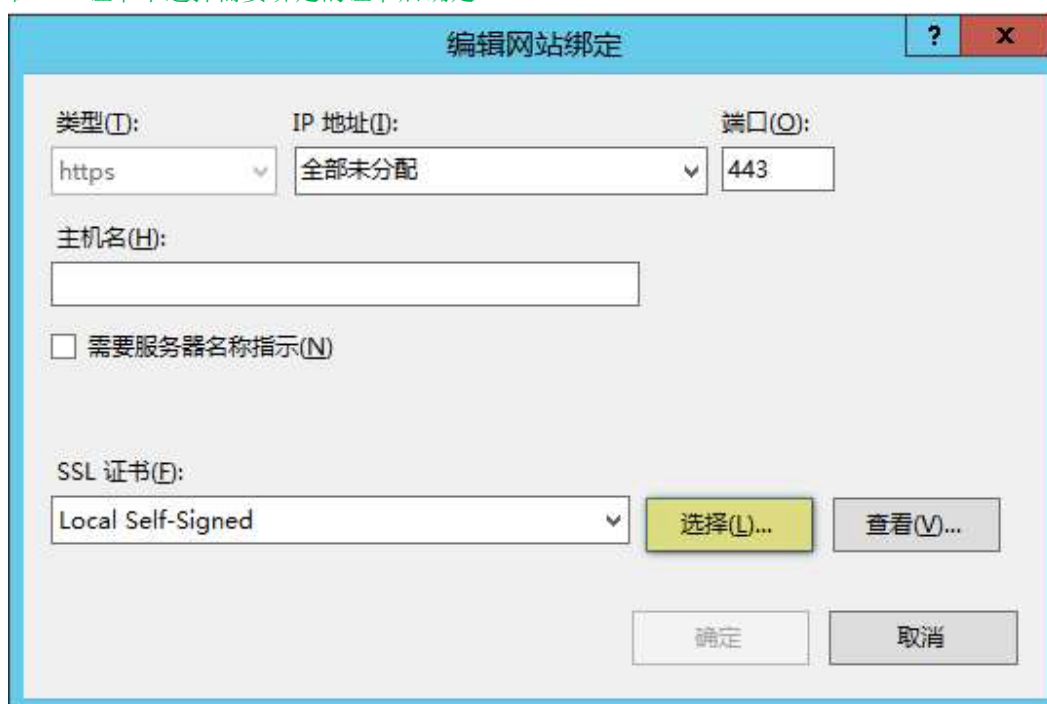 编辑网站绑定
? x
类型(T): IP 地址(I): 端口(O):
https 全部未分配 443
主机名(H):
需要服务器名称指示(N)
SSL 证书(F):
Local Self-Signed 选择(L)... 查看(V)...
确定 取消